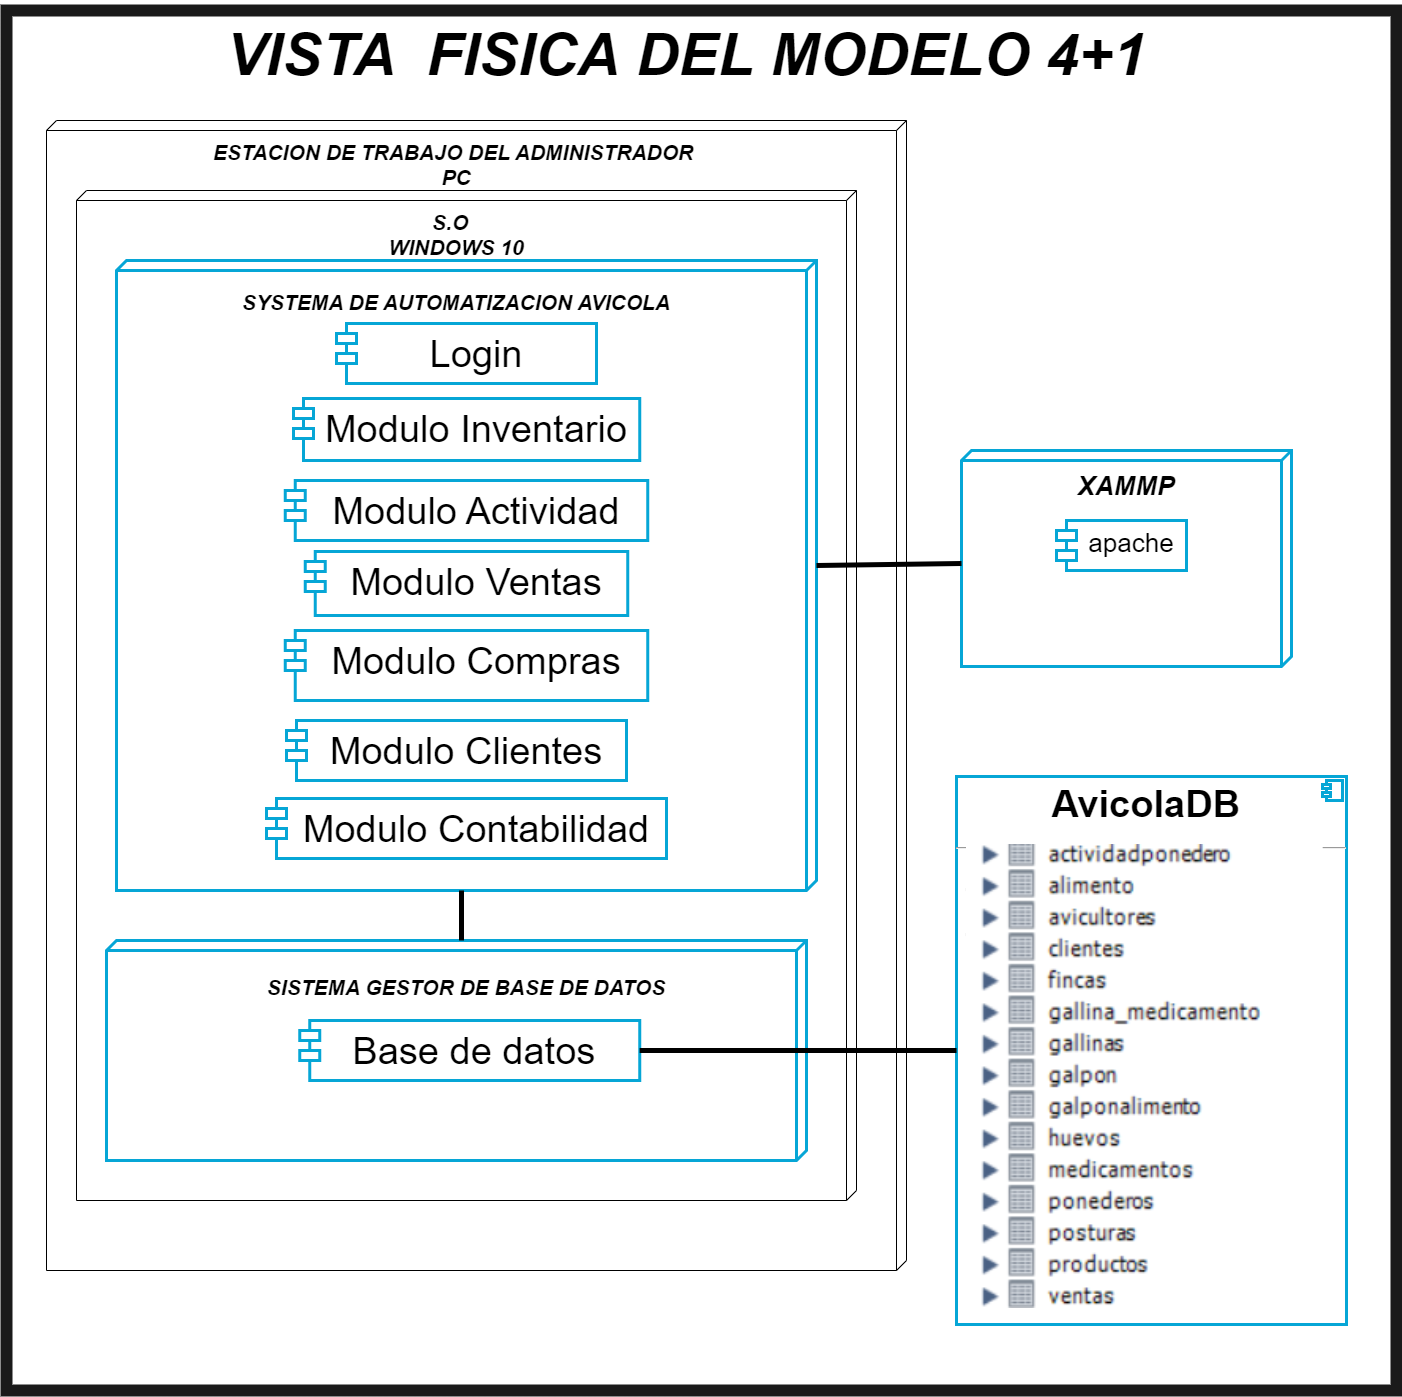 VISTA FISICA DEL MODELO 4+1
ESTACION DE TRABAJO DEL ADMINISTRADOR
PC
S.O
WINDOWS 10
SYSTEMA DE AUTOMATIZACION AVICOLA
Login
Modulo Inventario
Modulo Actividad
Modulo Ventas
Modulo Compras
Modulo Clientes
Modulo Contabilidad
SISTEMA GESTOR DE BASE DE DATOS
Base de datos
XAMMP
apache
AvicolaDB
actividadponedero
alimento
avicultores
clientes
fincas
gallina_medicamento
gallinas
galpon
galponalimento
huevos
medicamentos
ponederos
posturas
productos
ventas